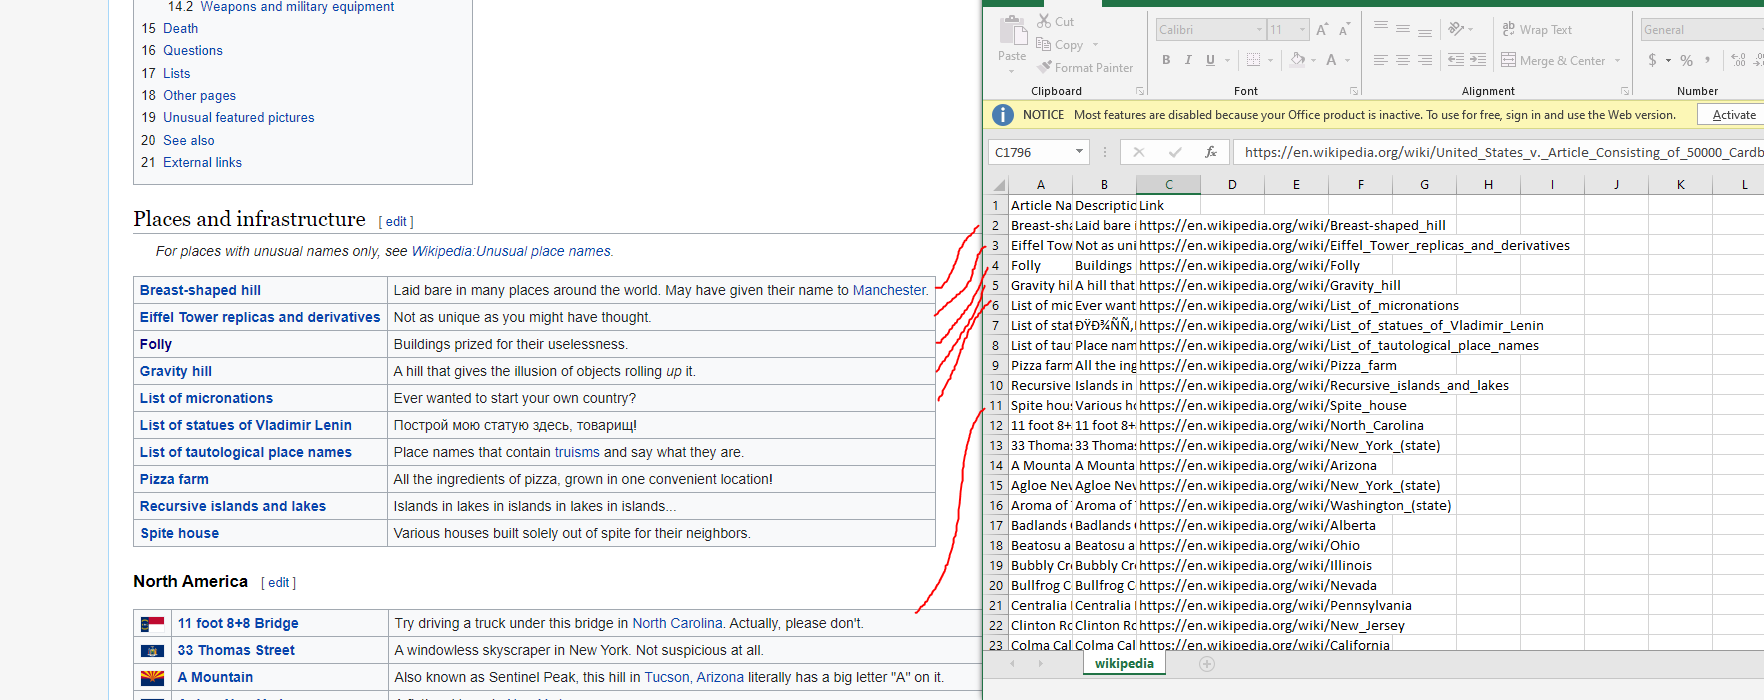 14.2 Weapons and military equipment
15 Death
16 Questions
17 Lists
18 Other pages
19 Unusual featured pictures
20 See also
21 External links
Places and infrastructure [ edit ]
For places with unusual names only, see Wikipedia:Unusual place names.
Breast-shaped hill Laid bare in many places around the world. May have given their name to Manchester.
Eiffel Tower replicas and derivatives Not as unique as you might have thought.
Folly Buildings prized for their uselessness.
Gravity hill A hill that gives the illusion of objects rolling up it.
List of micronations Ever wanted to start your own country?
List of statues of Vladimir Lenin Построй мою статую здесь, товарищ!
List of tautological place names Place names that contain truisms and say what they are.
Pizza farm All the ingredients of pizza, grown in one convenient location!
Recursive islands and lakes Islands in lakes in islands in lakes in islands...
Spite house Various houses built solely out of spite for their neighbors.
North America [ edit ]
11 foot 8+8 Bridge Try driving a truck under this bridge in North Carolina. Actually, please don't.
33 Thomas Street A windowless skyscraper in New York. Not suspicious at all.
A Mountain Also known as Sentinel Peak, this hill in Tucson, Arizona literally has a big letter "A" on it.
Paste Cut
Copy
Format Painter
Clipboard
Calibri 11 A A
B I U A
Font
ab Wrap Text
Merge & Center
Alignment
General
$ % ,
Number
NOTICE Most features are disabled because your Office product is inactive. To use for free, sign in and use the Web version. Activate
C1796 fx https://en.wikipedia.org/wiki/United_States_v._Article_Consisting_of_50000_Cardb
A B C D E F G H I J K L
1 Article Na Descriptio Link
2 Breast-sha Laid bare i https://en.wikipedia.org/wiki/Breast-shaped_hill
3 Eiffel Tow Not as uni https://en.wikipedia.org/wiki/Eiffel_Tower_replicas_and_derivatives
4 Folly Buildings https://en.wikipedia.org/wiki/Folly
5 Gravity hil A hill that https://en.wikipedia.org/wiki/Gravity_hill
6 List of mic Ever want https://en.wikipedia.org/wiki/List_of_micronations
7 List of stat ÐŸÐ¾ÑÑ‚ https://en.wikipedia.org/wiki/List_of_statues_of_Vladimir_Lenin
8 List of tau Place nam https://en.wikipedia.org/wiki/List_of_tautological_place_names
9 Pizza farm All the ing https://en.wikipedia.org/wiki/Pizza_farm
10 Recursive Islands in https://en.wikipedia.org/wiki/Recursive_islands_and_lakes
11 Spite hous Various ho https://en.wikipedia.org/wiki/Spite_house
12 11 foot 8+ 11 foot 8+ https://en.wikipedia.org/wiki/North_Carolina
13 33 Thomas 33 Thomas https://en.wikipedia.org/wiki/New_York_(state)
14 A Mounta A Mounta https://en.wikipedia.org/wiki/Arizona
15 Agloe Nev Agloe Nev https://en.wikipedia.org/wiki/New_York_(state)
16 Aroma of Aroma of https://en.wikipedia.org/wiki/Washington_(state)
17 Badlands Badlands https://en.wikipedia.org/wiki/Alberta
18 Beatosu a Beatosu a https://en.wikipedia.org/wiki/Ohio
19 Bubbly Cr Bubbly Cr https://en.wikipedia.org/wiki/Illinois
20 Bullfrog C Bullfrog C https://en.wikipedia.org/wiki/Nevada
21 Centralia Centralia https://en.wikipedia.org/wiki/Pennsylvania
22 Clinton Ro Clinton Ro https://en.wikipedia.org/wiki/New_Jersey
23 Colma Cal Colma Cal https://en.wikipedia.org/wiki/California
wikipedia